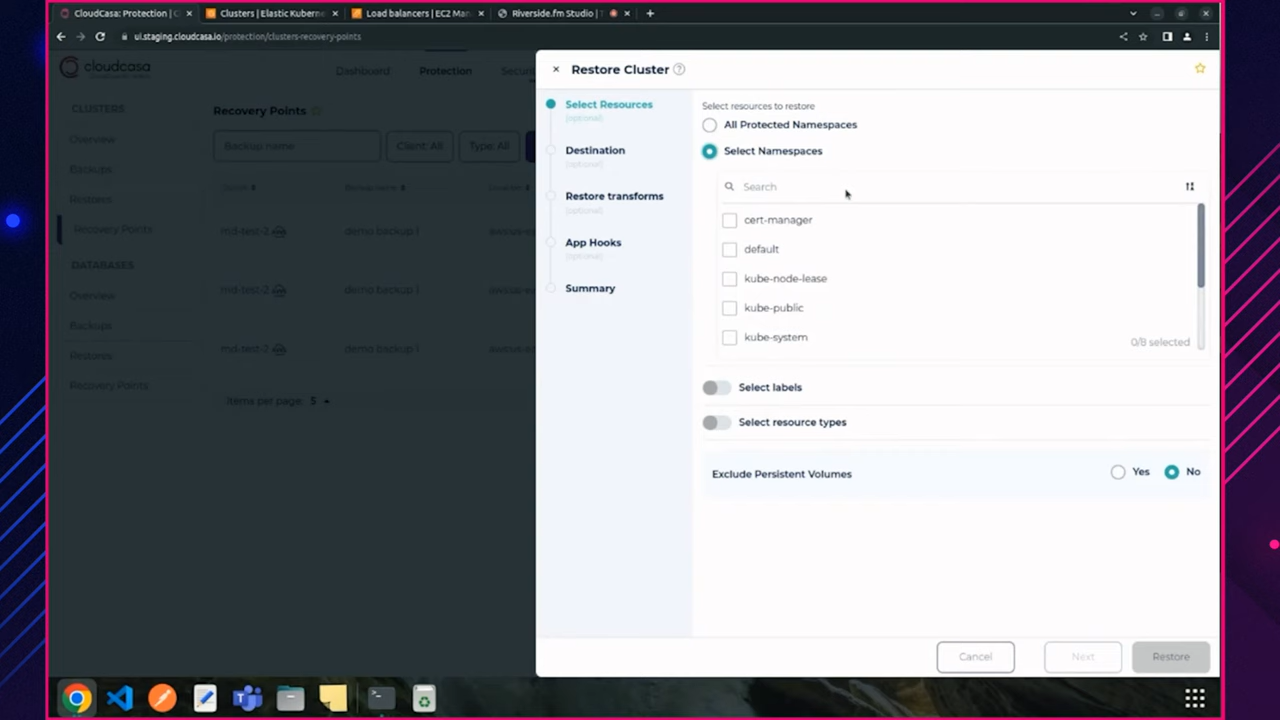 CloudCasa: Protection | C
Clusters | Elastic Kuberne
Load balancers | EC2 Man
Riverside.fm Studio |
ui.staging.cloudcasa.io/protection/clusters-recovery-points
cloudcasa
Dashboard
Protection
Restore Cluster
CLUSTERS
Overview
Backups
Restores
Recovery Points
DATABASES
Overview
Backups
Restores
Recovery Points
Recovery Points
Backup name
Client: All
Type: All
md-test-2
demo backup 1
md-test-2
demo backup 1
md-test-2
demo backup 1
Items per page: 5
Select Resources
(optional)
Destination
(optional)
Restore transforms
(optional)
App Hooks
(optional)
Summary
Select resources to restore
All Protected Namespaces
Select Namespaces
Search
cert-manager
default
kube-node-lease
kube-public
kube-system
0/8 selected
Select labels
Select resource types
Exclude Persistent Volumes
Yes
No
Cancel
Next
Restore